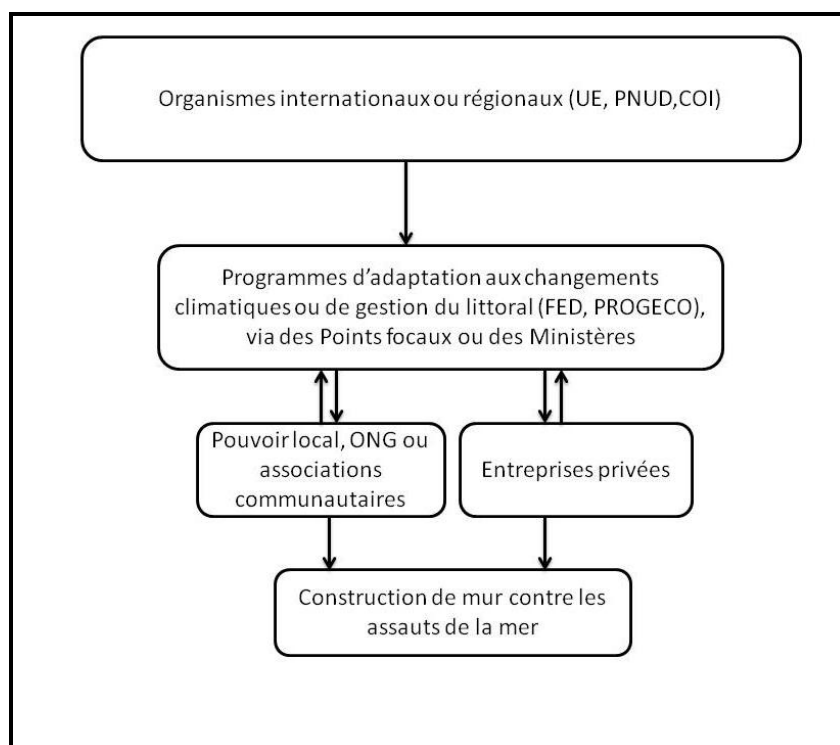 Organismes internationaux ou régionaux (UE, PNUD,COI)
Programmes d'adaptation aux changements
climatiques ou de gestion du littoral (FED, PROGECO),
via des Points focaux ou des Ministères
Pouvoir local, ONG ou
associations
communautaires
Entreprises privées
Construction de mur contre les
assauts de la mer